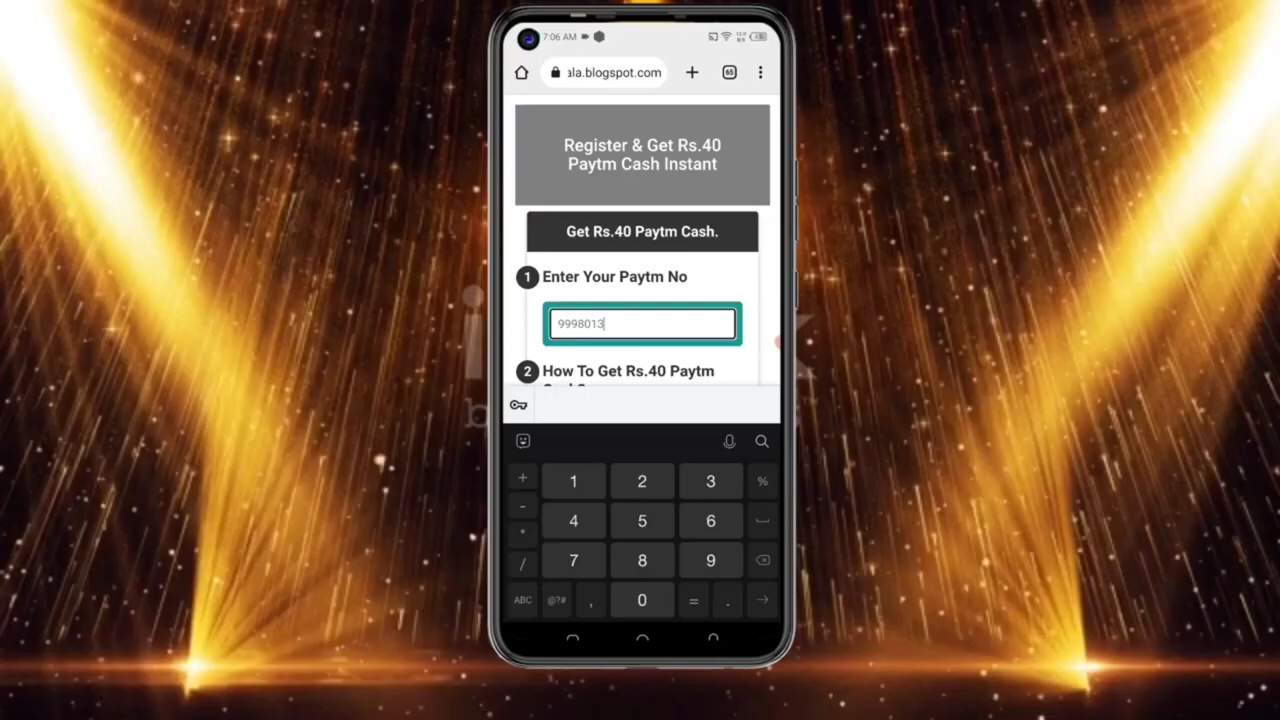 7:06 AM
ala.blogspot.com
65
Register & Get Rs.40
Paytm Cash Instant
Get Rs.40 Paytm Cash.
1 Enter Your Paytm No
9998013
2 How To Get Rs.40 Paytm
+ 1 2 3 %
-
4 5 6
*
/ 7 8 9
ABC @?# , 0 = .